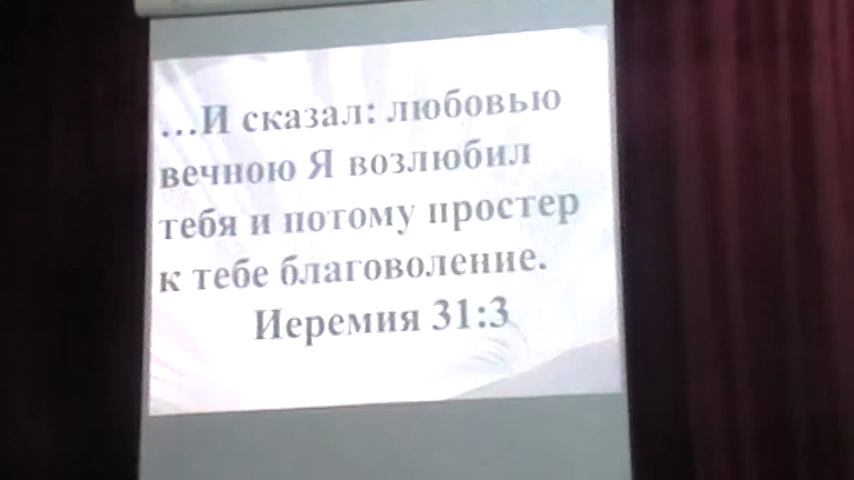 ...И сказал: любовью
вечною Я возлюбил
тебя и потому простер
к тебе благоволение.
Иеремия 31:3